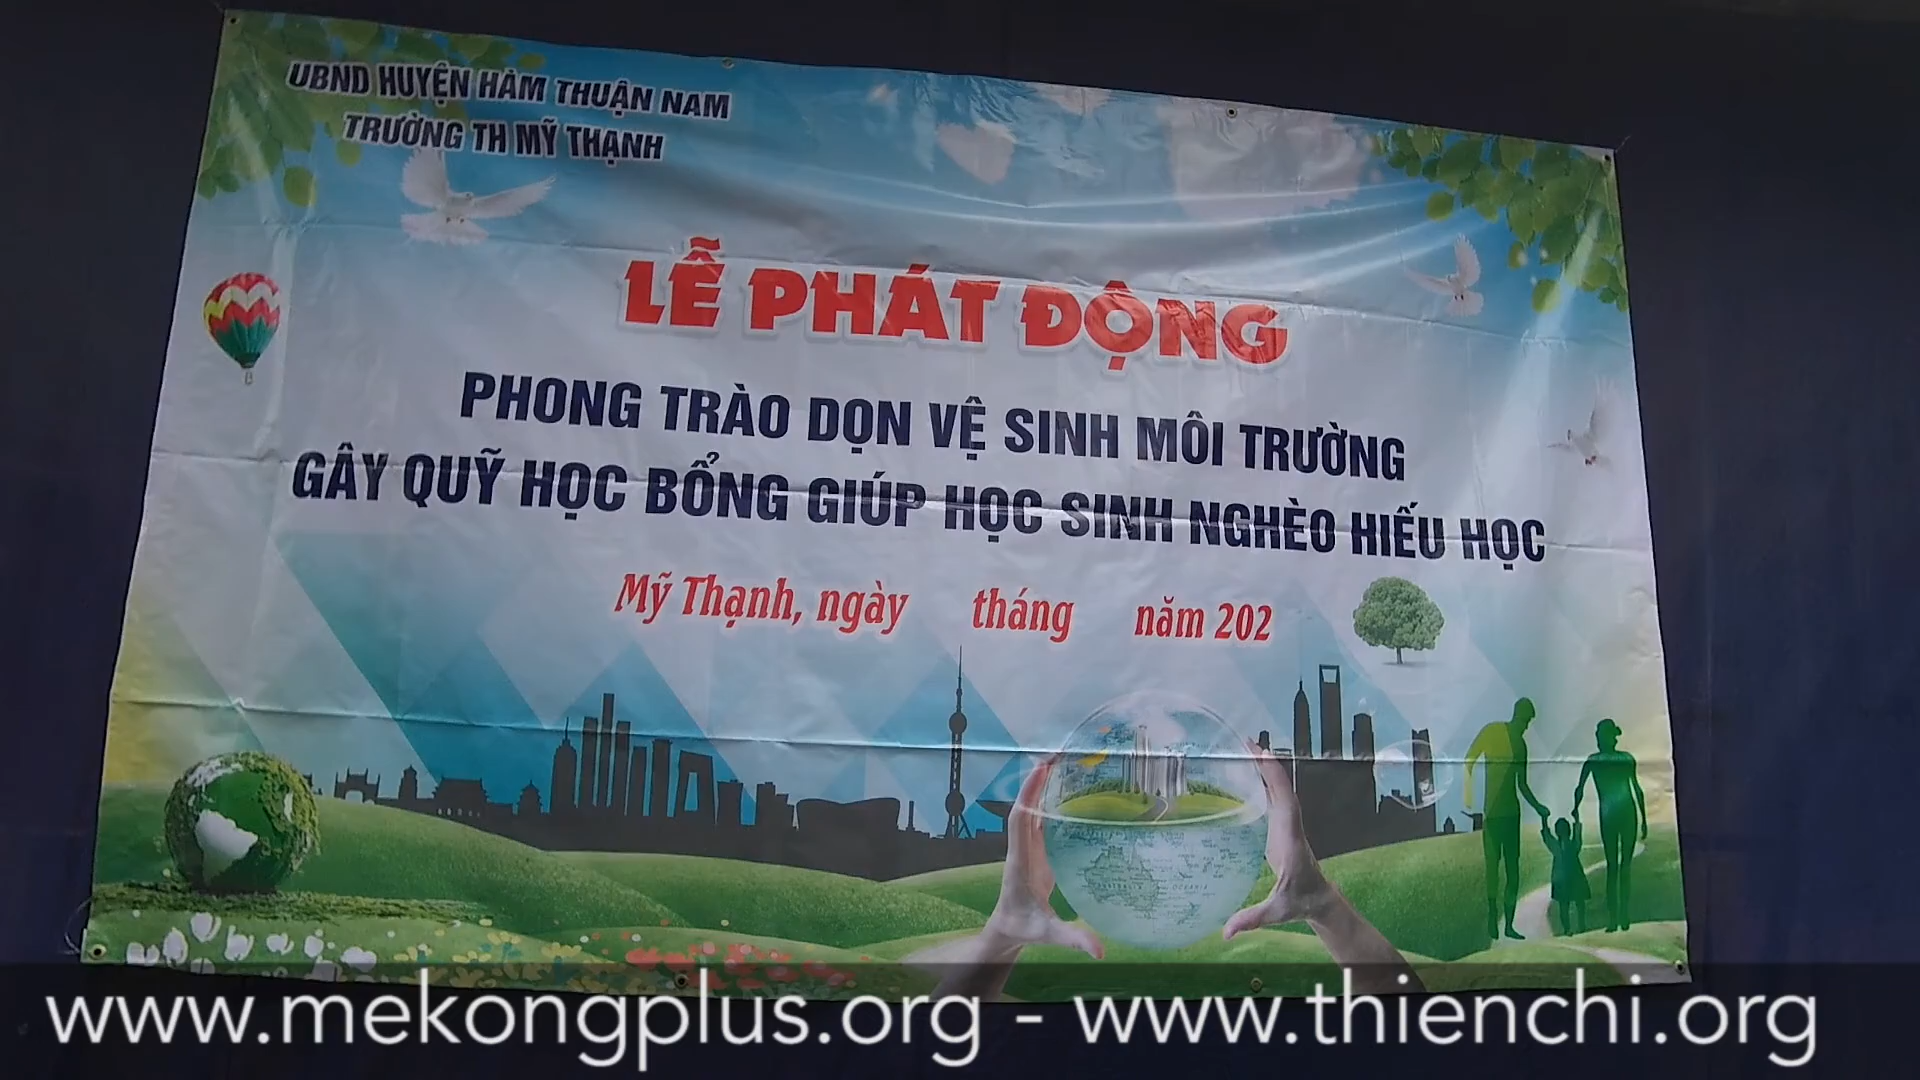 UBND HUYỆN HÀM THUẬN NAM
TRƯỜNG TH MỸ THẠNH
LỄ PHÁT ĐỘNG
PHONG TRÀO DỌN VỆ SINH MÔI TRƯỜNG
GÂY QUỸ HỌC BỔNG GIÚP HỌC SINH NGHÈO HIẾU HỌC
Mỹ Thạnh, ngày tháng năm 202
www.mekongplus.org - www.thienchi.org